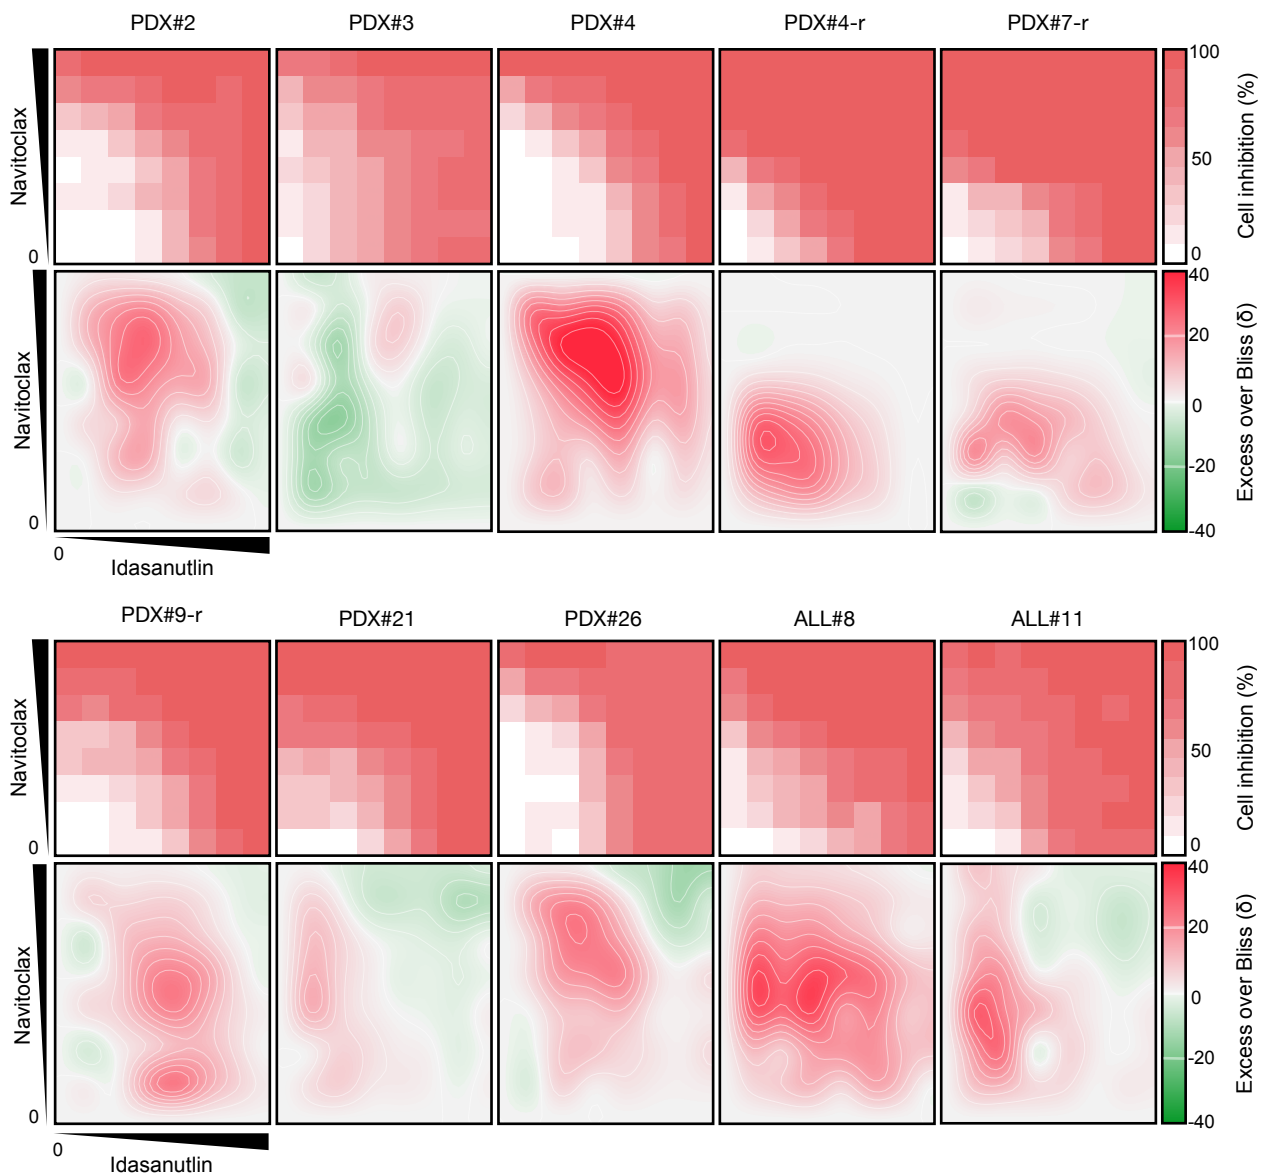 PDX#2 PDX#3 PDX#4 PDX#4-r PDX#7-r
Navitoclax
0
100
50
0
Cell inhibition (%)
Navitoclax
0
40
20
0
-20
-40
Excess over Bliss (δ)
0
Idasanutlin
PDX#9-r PDX#21 PDX#26 ALL#8 ALL#11
Navitoclax
0
100
50
0
Cell inhibition (%)
Navitoclax
0
40
20
0
-20
-40
Excess over Bliss (δ)
0
Idasanutlin